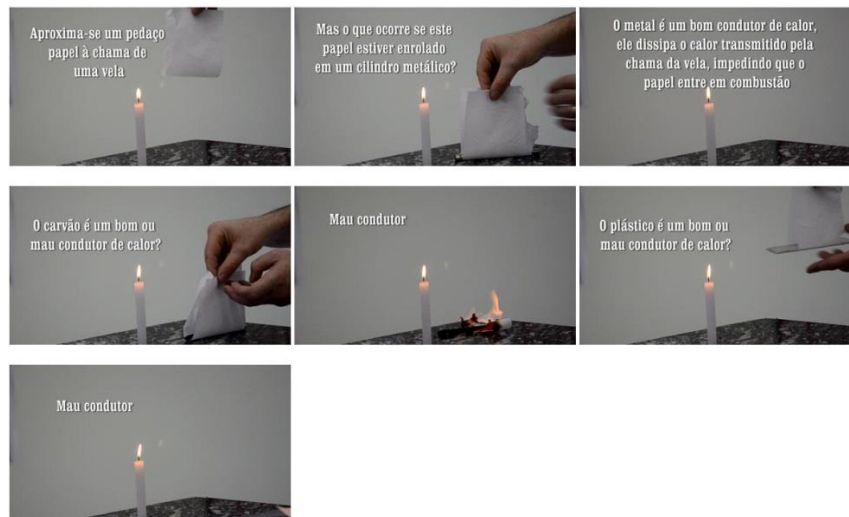 Aproxima-se um pedaço
papel à chama de
uma vela
Mas o que ocorre se este
papel estiver enrolado
em um cilindro metálico?
O metal é um bom condutor de calor,
ele dissipa o calor transmitido pela
chama da vela, impedindo que o
papel entre em combustão
O carvão é um bom ou
mau condutor de calor?
Mau condutor
O plástico é um bom ou
mau condutor de calor?
Mau condutor